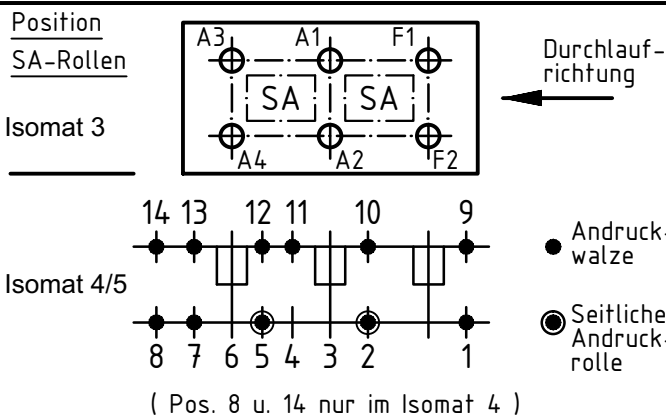 Position
SA-Rollen
Isomat 3
A3 A1 F1
SA SA
A4 A2 F2
Durchlauf-
richtung
14 13 12 11 10 9
Isomat 4/5
8 7 6 5 4 3 2 1
Andruck-
walze
Seitliche
Andruck-
rolle
( Pos. 8 u. 14 nur im Isomat 4 )